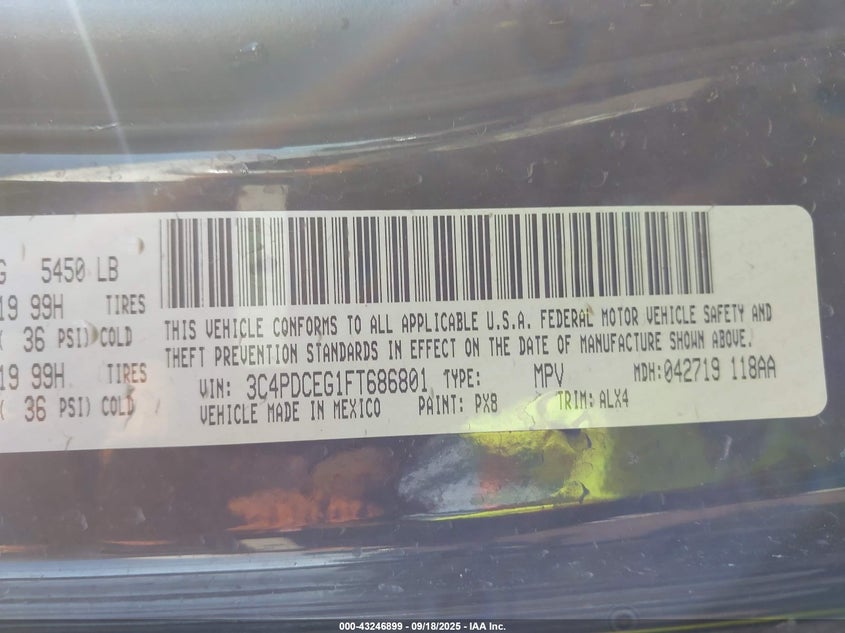 G 5450 LB
19 99H TIRES
( 36 PSI) COLD
19 99H TIRES
( 36 PSI) COLD
THIS VEHICLE CONFORMS TO ALL APPLICABLE U.S.A. FEDERAL MOTOR VEHICLE SAFETY AND
THEFT PREVENTION STANDARDS IN EFFECT ON THE DATE OF MANUFACTURE SHOWN ABOVE.
VIN: 3C4PDCEG1FT686801 TYPE: MPV MDH:042719 118AA
VEHICLE MADE IN MEXICO PAINT: PX8 TRIM: ALX4
000-43246899 - 09/18/2025 - IAA Inc.